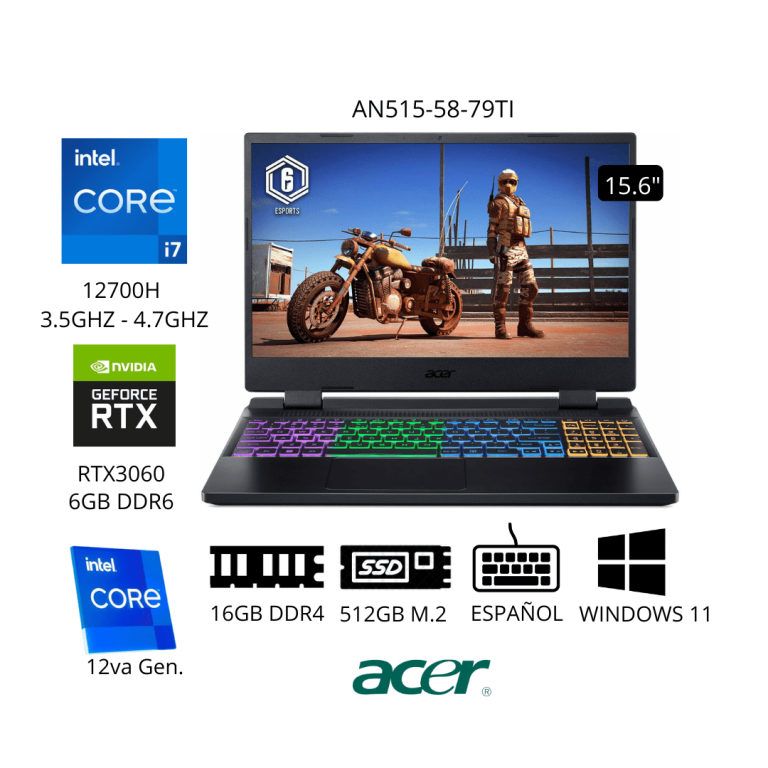 AN515-58-79TI
intel.
CORE™
i7
15.6"
ESPORTS
12700H
3.5GHZ - 4.7GHZ
acer
NVIDIA
GEFORCE
RTX
RTX3060
6GB DDR6
intel
CORE
SSD
16GB DDR4
512GB M.2
ESPAÑOL
WINDOWS 11
12va Gen.
acer®